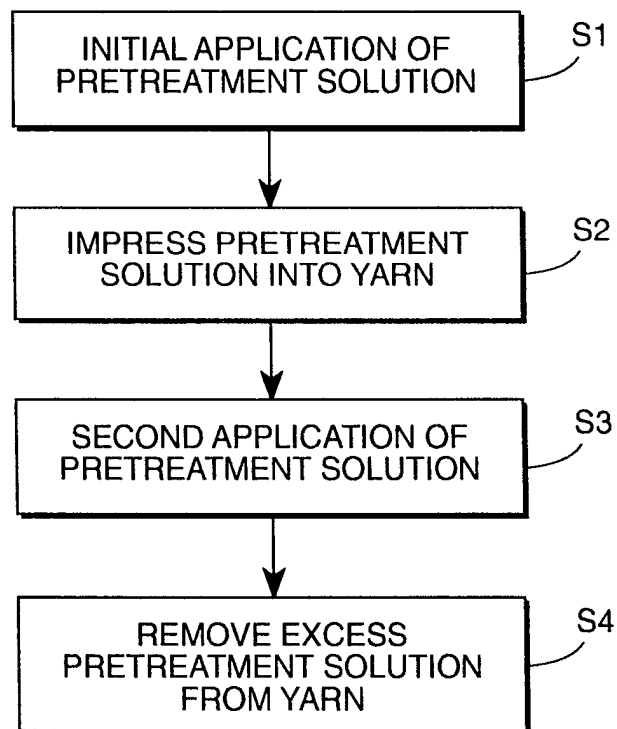 INITIAL APPLICATION OF
PRETREATMENT SOLUTION
S1
IMPRESS PRETREATMENT
SOLUTION INTO YARN
S2
SECOND APPLICATION OF
PRETREATMENT SOLUTION
S3
REMOVE EXCESS
PRETREATMENT SOLUTION
FROM YARN
S4